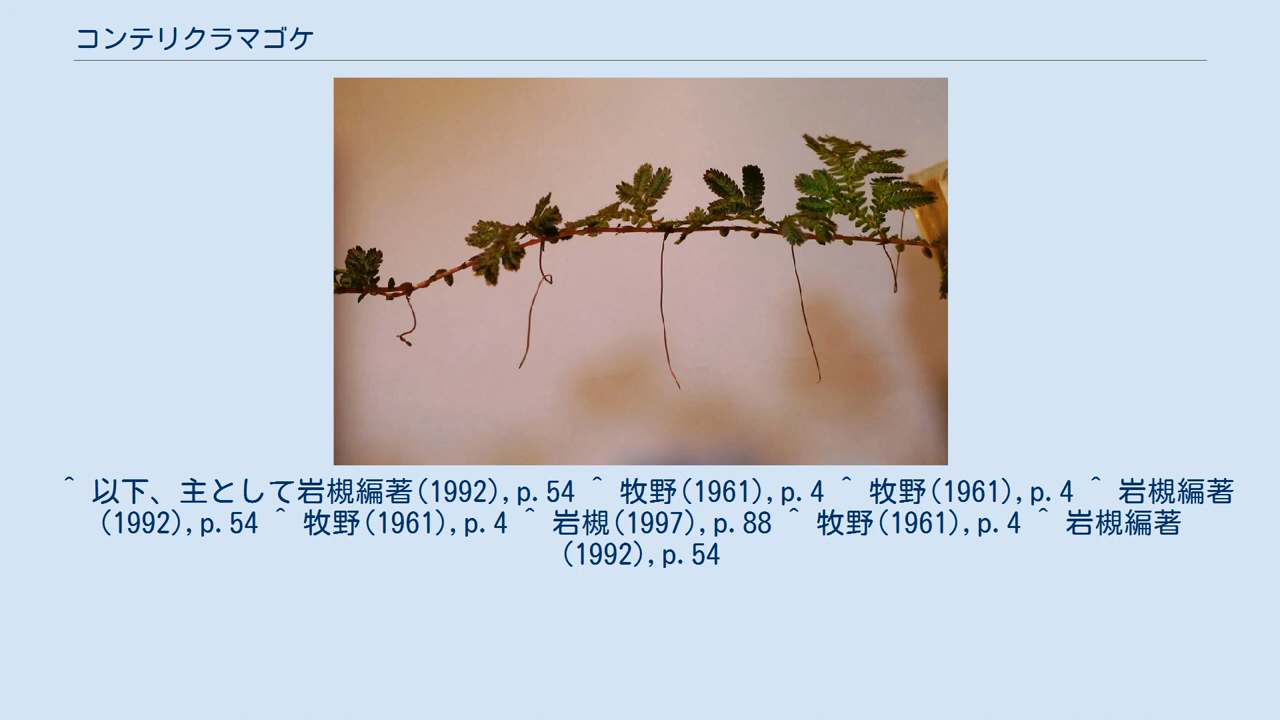 コンテリクラマゴケ
^ 以下、主として岩槻編著(1992),p.54 ^ 牧野(1961),p.4 ^ 牧野(1961),p.4 ^ 岩槻編著
(1992),p.54 ^ 牧野(1961),p.4 ^ 岩槻(1997),p.88 ^ 牧野(1961),p.4 ^ 岩槻編著
(1992),p.54